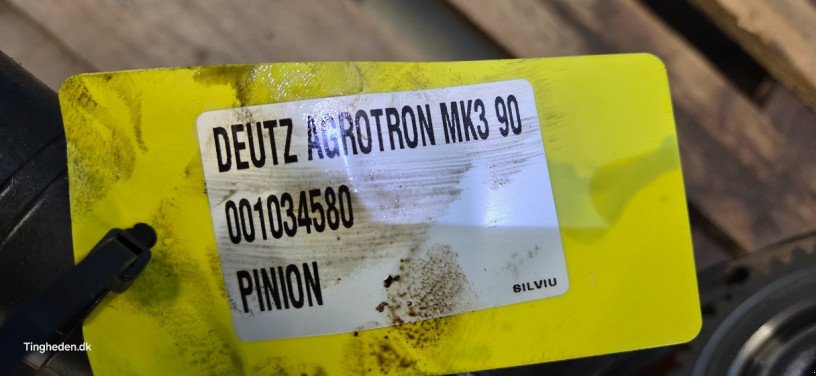 DEUTZ AGROTRON MK3 90
001034580
PINION
SILVIU
Tingheden.dk